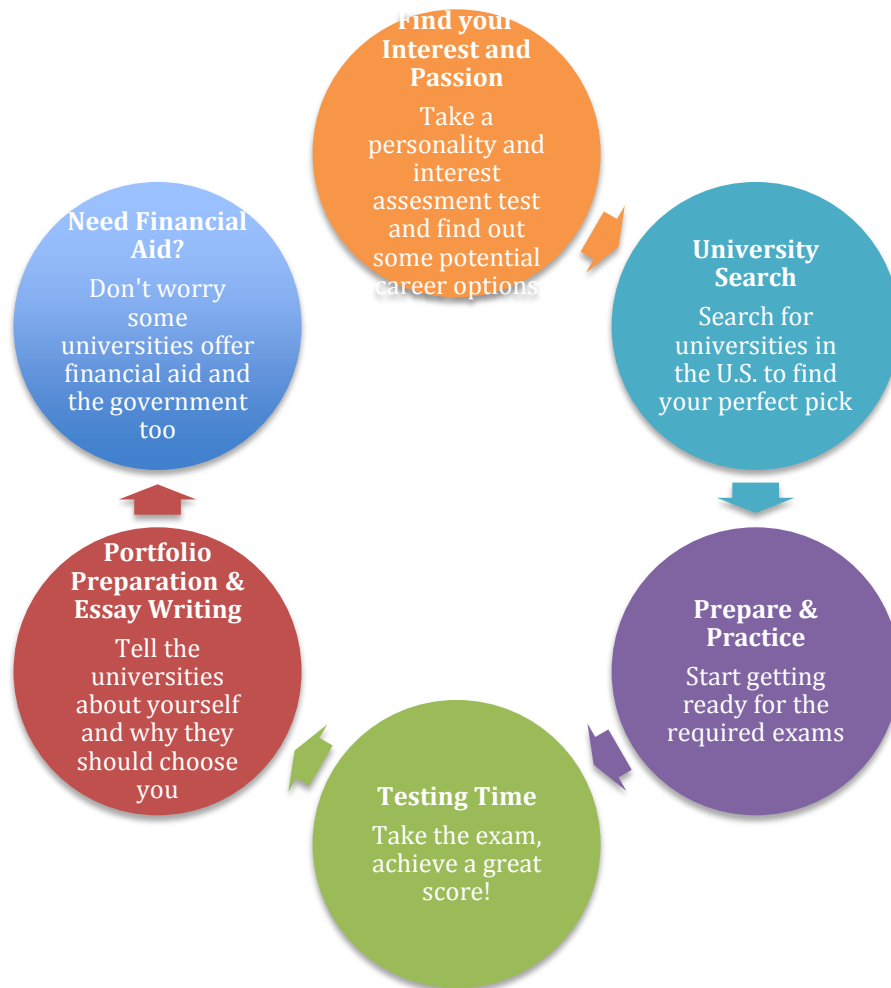 Find your
Interest and
Passion
Take a
personality and
interest
assesment test
and find out
some potential
career options
University
Search
Search for
universities in
the U.S. to find
your perfect pick
Prepare &
Practice
Start getting
ready for the
required exams
Testing Time
Take the exam,
achieve a great
score!
Portfolio
Preparation &
Essay Writing
Tell the
universities
about yourself
and why they
should choose
you
Need Financial
Aid?
Don't worry
some
universities offer
financial aid and
the government
too